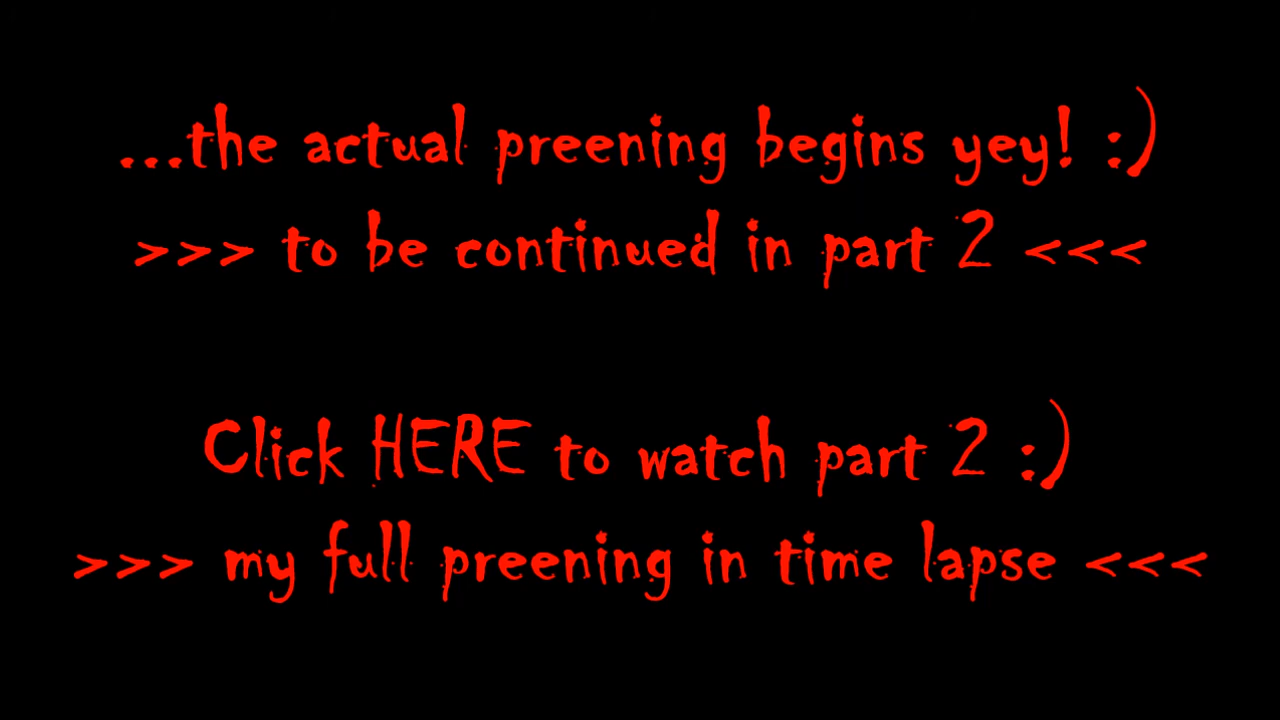 ...the actual preening begins yey! :)
>>> to be continued in part 2 <<<
Click HERE to watch part 2 :)
>>> my full preening in time lapse <<<